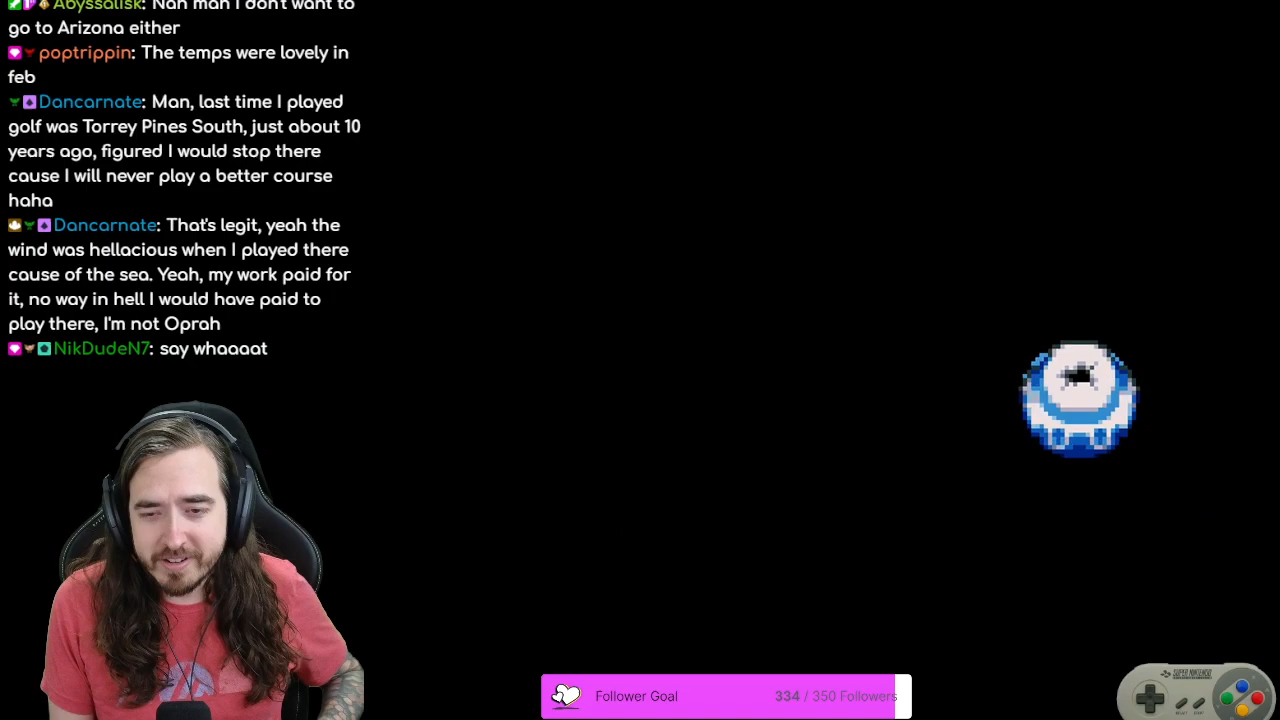 Abyssalisk: Nah man I don't want to
go to Arizona either
poptrippin: The temps were lovely in
feb
Dancarnate: Man, last time I played
golf was Torrey Pines South, just about 10
years ago, figured I would stop there
cause I will never play a better course
haha
Dancarnate: That's legit, yeah the
wind was hellacious when I played there
cause of the sea. Yeah, my work paid for
it, no way in hell I would have paid to
play there, I'm not Oprah
NikDudeN7: say whaaaat
Follower Goal 334 / 350 Followers
SUPER NINTENDO
SELECT START